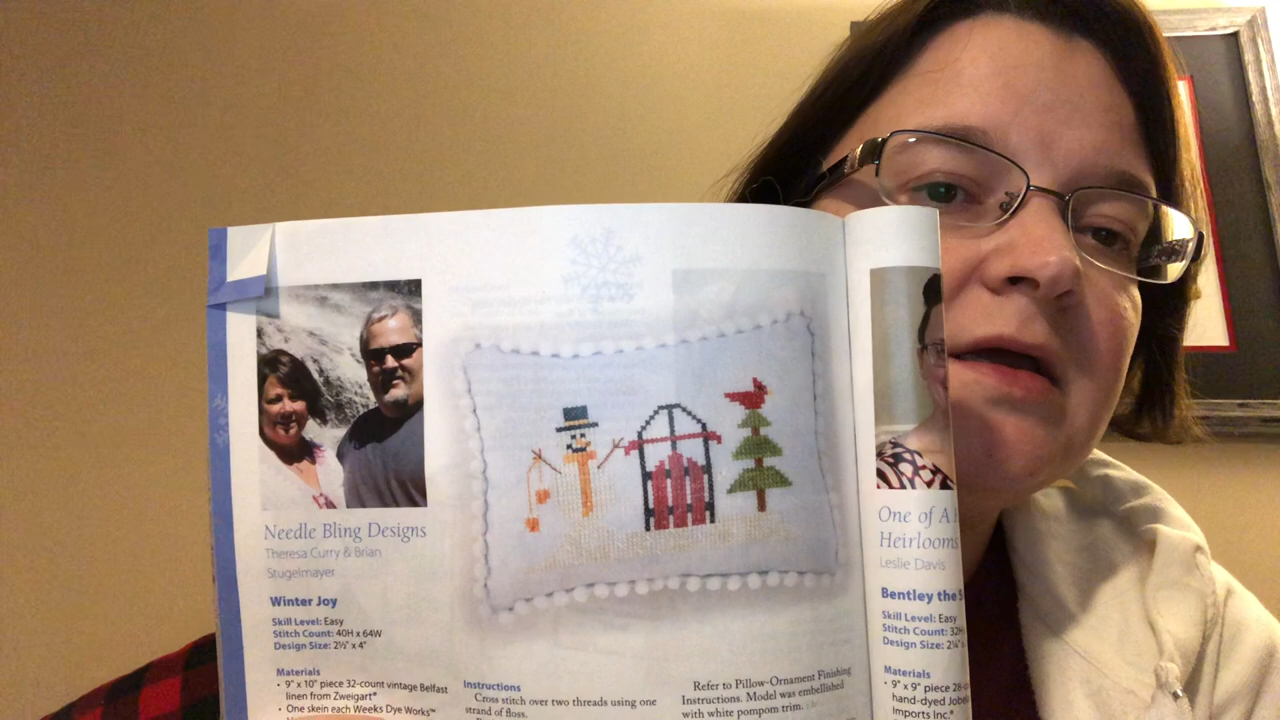 Needle Bling Designs
Theresa Curry & Brian
Stugelmayer
Winter Joy
Skill Level: Easy
Stitch Count: 40H x 64W
Design Size: 2½" x 4"
Materials
• 9" x 10" piece 32-count vintage Belfast
linen from Zweigart®
• One skein each Weeks Dye Works™
Instructions
Cross stitch over two threads using one
strand of floss.
Refer to Pillow-Ornament Finishing
Instructions. Model was embellished
with white pompom trim.
One of A
Heirlooms
Leslie Davis
Bentley the S
Skill Level: Easy
Stitch Count: 32H
Design Size: 2¼"
Materials
• 9" x 9" piece 28-
hand-dyed Jobe
Imports Inc.®